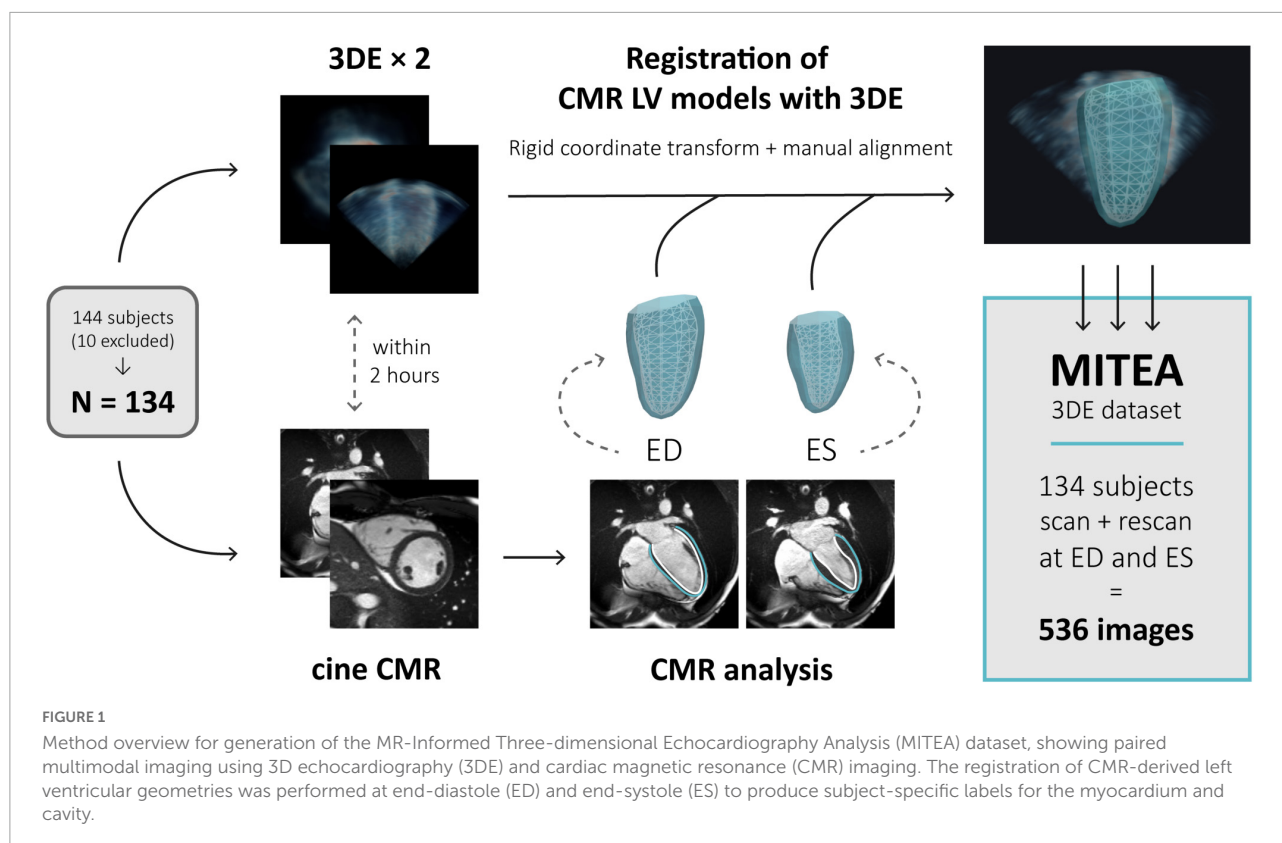 3DE × 2
Registration of
CMR LV models with 3DE
Rigid coordinate transform + manual alignment
144 subjects
(10 excluded)
↓
N = 134
within
2 hours
ED
ES
cine CMR
CMR analysis
MITEA
3DE dataset
134 subjects
scan + rescan
at ED and ES
=
536 images
FIGURE 1
Method overview for generation of the MR-Informed Three-dimensional Echocardiography Analysis (MITEA) dataset, showing paired
multimodal imaging using 3D echocardiography (3DE) and cardiac magnetic resonance (CMR) imaging. The registration of CMR-derived left
ventricular geometries was performed at end-diastole (ED) and end-systole (ES) to produce subject-specific labels for the myocardium and
cavity.